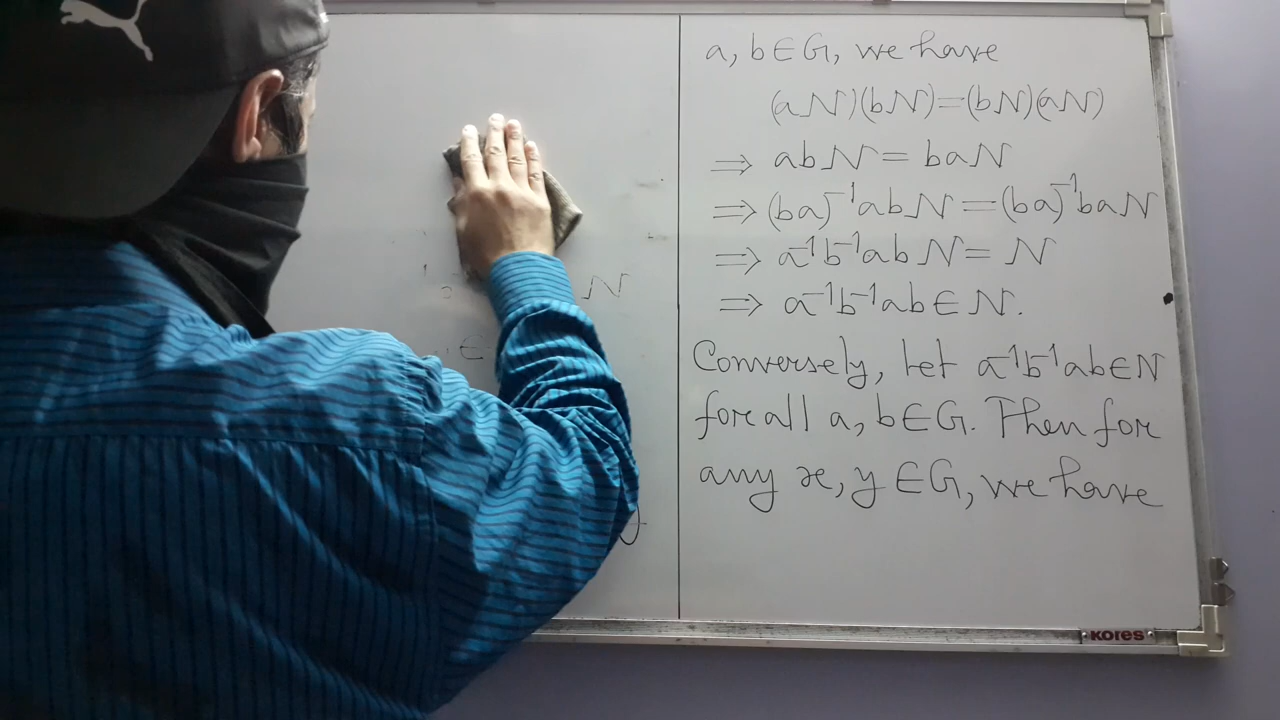 a, b ∈ G, we have
(aN)(bN) = (bN)(aN)
⇒ abN = baN
⇒ (ba)⁻¹abN = (ba)⁻¹baN
⇒ a⁻¹b⁻¹abN = N
⇒ a⁻¹b⁻¹ab ∈ N.
Conversely, let a⁻¹b⁻¹ab ∈ N
for all a, b ∈ G. Then for
any x, y ∈ G, we have
N
∈
KORES